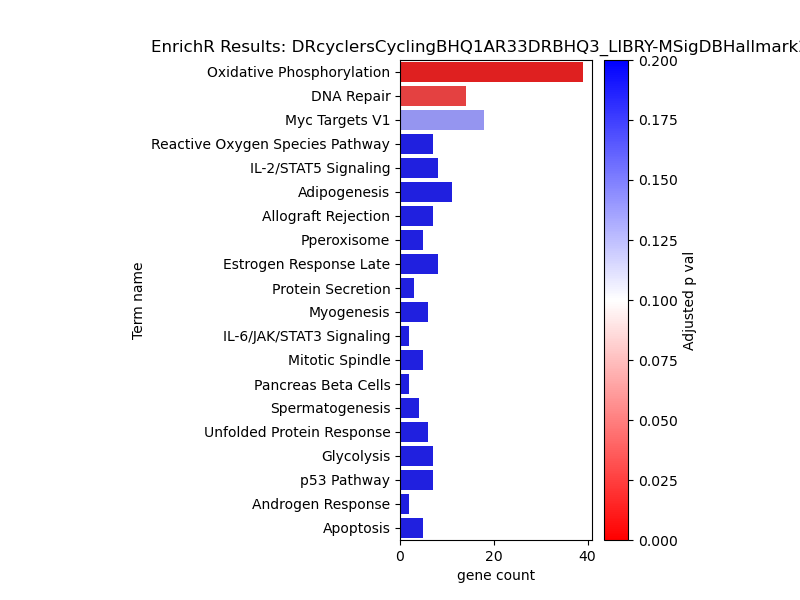 EnrichR Results: DRcyclersCyclingBHQ1AR33DRBHQ3_LIBRY-MSigDBHallmark
Oxidative Phosphorylation
DNA Repair
Myc Targets V1
Reactive Oxygen Species Pathway
IL-2/STAT5 Signaling
Adipogenesis
Allograft Rejection
Pperoxisome
Estrogen Response Late
Protein Secretion
Myogenesis
IL-6/JAK/STAT3 Signaling
Mitotic Spindle
Pancreas Beta Cells
Spermatogenesis
Unfolded Protein Response
Glycolysis
p53 Pathway
Androgen Response
Apoptosis
Term name
0 20 40
gene count
0.200
0.175
0.150
0.125
0.100
0.075
0.050
0.025
0.000
Adjusted p val